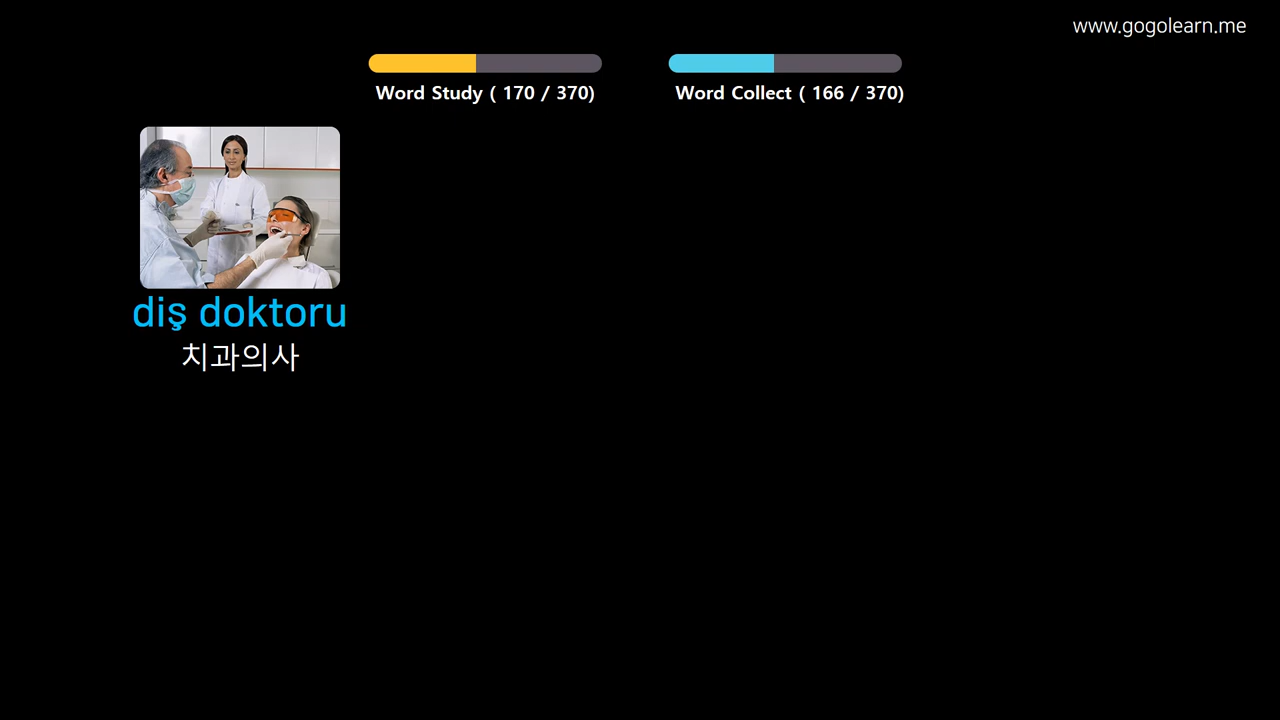 www.gogolearn.me
Word Study ( 170 / 370)
Word Collect ( 166 / 370)
diş doktoru
치과의사